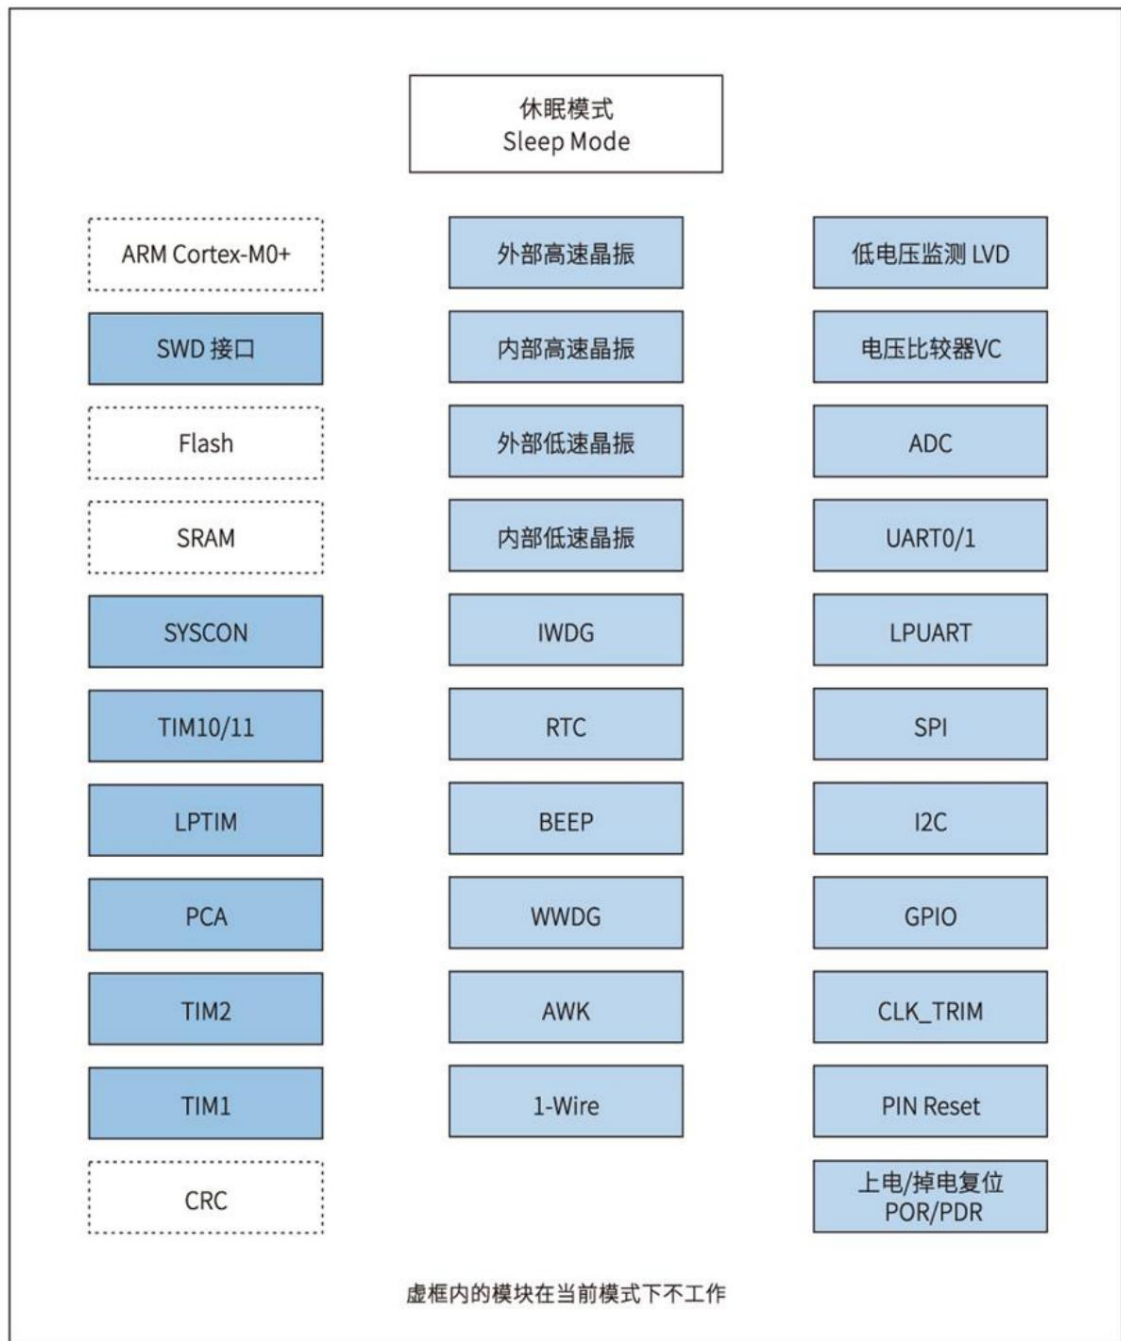 休眠模式
Sleep Mode
ARM Cortex-M0+
SWD 接口
Flash
SRAM
SYSCON
TIM10/11
LPTIM
PCA
TIM2
TIM1
CRC
外部高速晶振
内部高速晶振
外部低速晶振
内部低速晶振
IWDG
RTC
BEEP
WWDG
AWK
1-Wire
低电压监测 LVD
电压比较器VC
ADC
UART0/1
LPUART
SPI
I2C
GPIO
CLK_TRIM
PIN Reset
上电/掉电复位
POR/PDR
虚框内的模块在当前模式下不工作